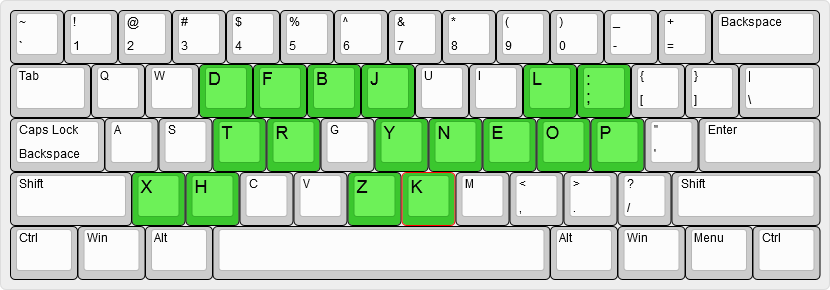 ~ ! @ # $ % ^ & * ( ) _ + Backspace
` 1 2 3 4 5 6 7 8 9 0 - =
Tab Q W D F B J U I L : { } |
; [ ] \
Caps Lock A S T R G Y N E O P " Enter
Backspace '
Shift X H C V Z K M < > ? Shift
, . /
Ctrl Win Alt Alt Win Menu Ctrl